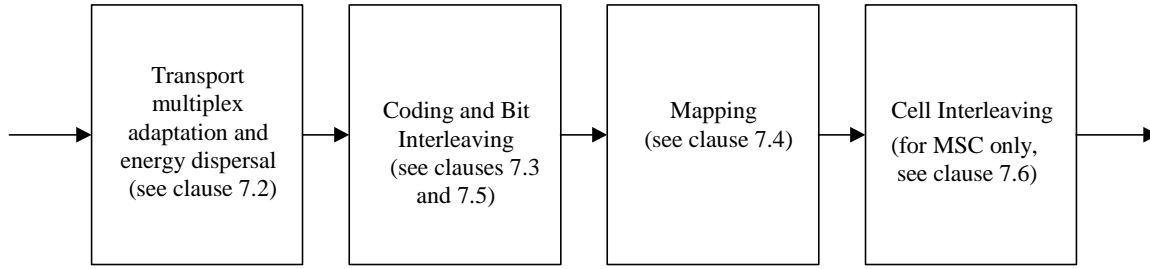 Transport
multiplex
adaptation and
energy dispersal
(see clause 7.2)
Coding and Bit
Interleaving
(see clauses 7.3
and 7.5)
Mapping
(see clause 7.4)
Cell Interleaving
(for MSC only,
see clause 7.6)